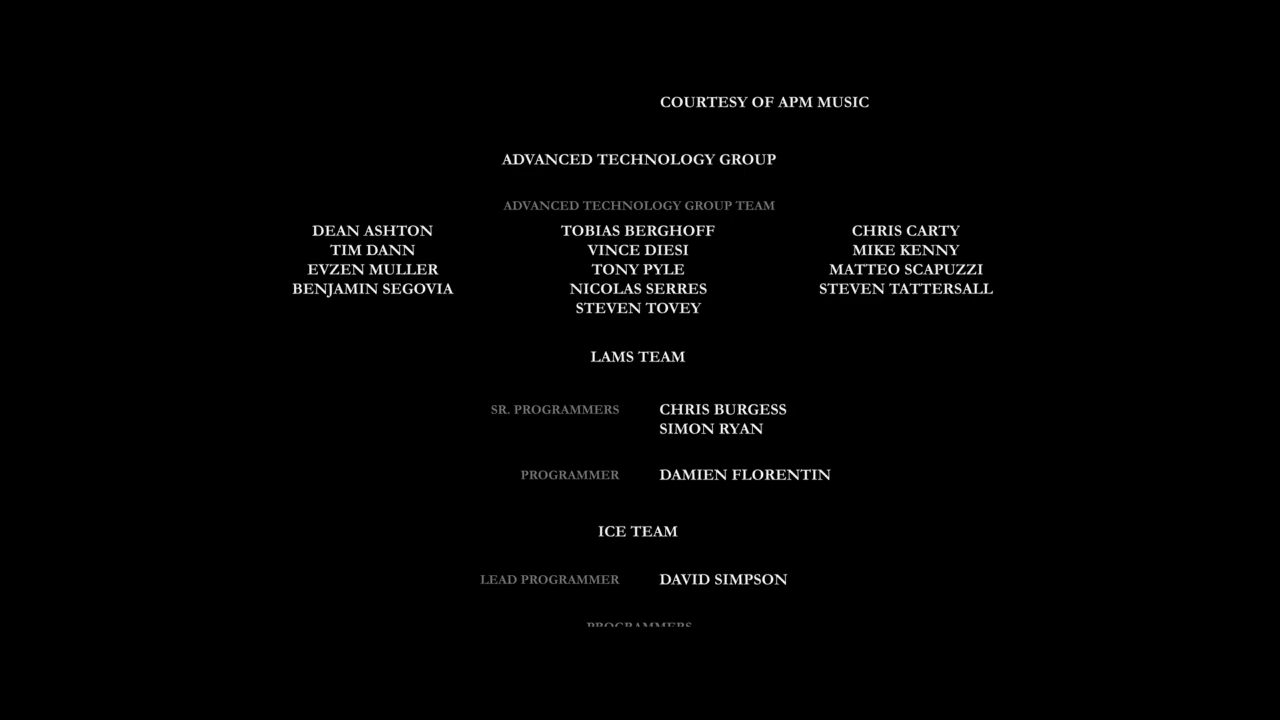 COURTESY OF APM MUSIC
ADVANCED TECHNOLOGY GROUP
ADVANCED TECHNOLOGY GROUP TEAM
DEAN ASHTON TOBIAS BERGHOFF CHRIS CARTY
TIM DANN VINCE DIESI MIKE KENNY
EVZEN MULLER TONY PYLE MATTEO SCAPUZZI
BENJAMIN SEGOVIA NICOLAS SERRES STEVEN TATTERSALL
STEVEN TOVEY
LAMS TEAM
SR. PROGRAMMERS CHRIS BURGESS
SIMON RYAN
PROGRAMMER DAMIEN FLORENTIN
ICE TEAM
LEAD PROGRAMMER DAVID SIMPSON
PROGRAMMERS